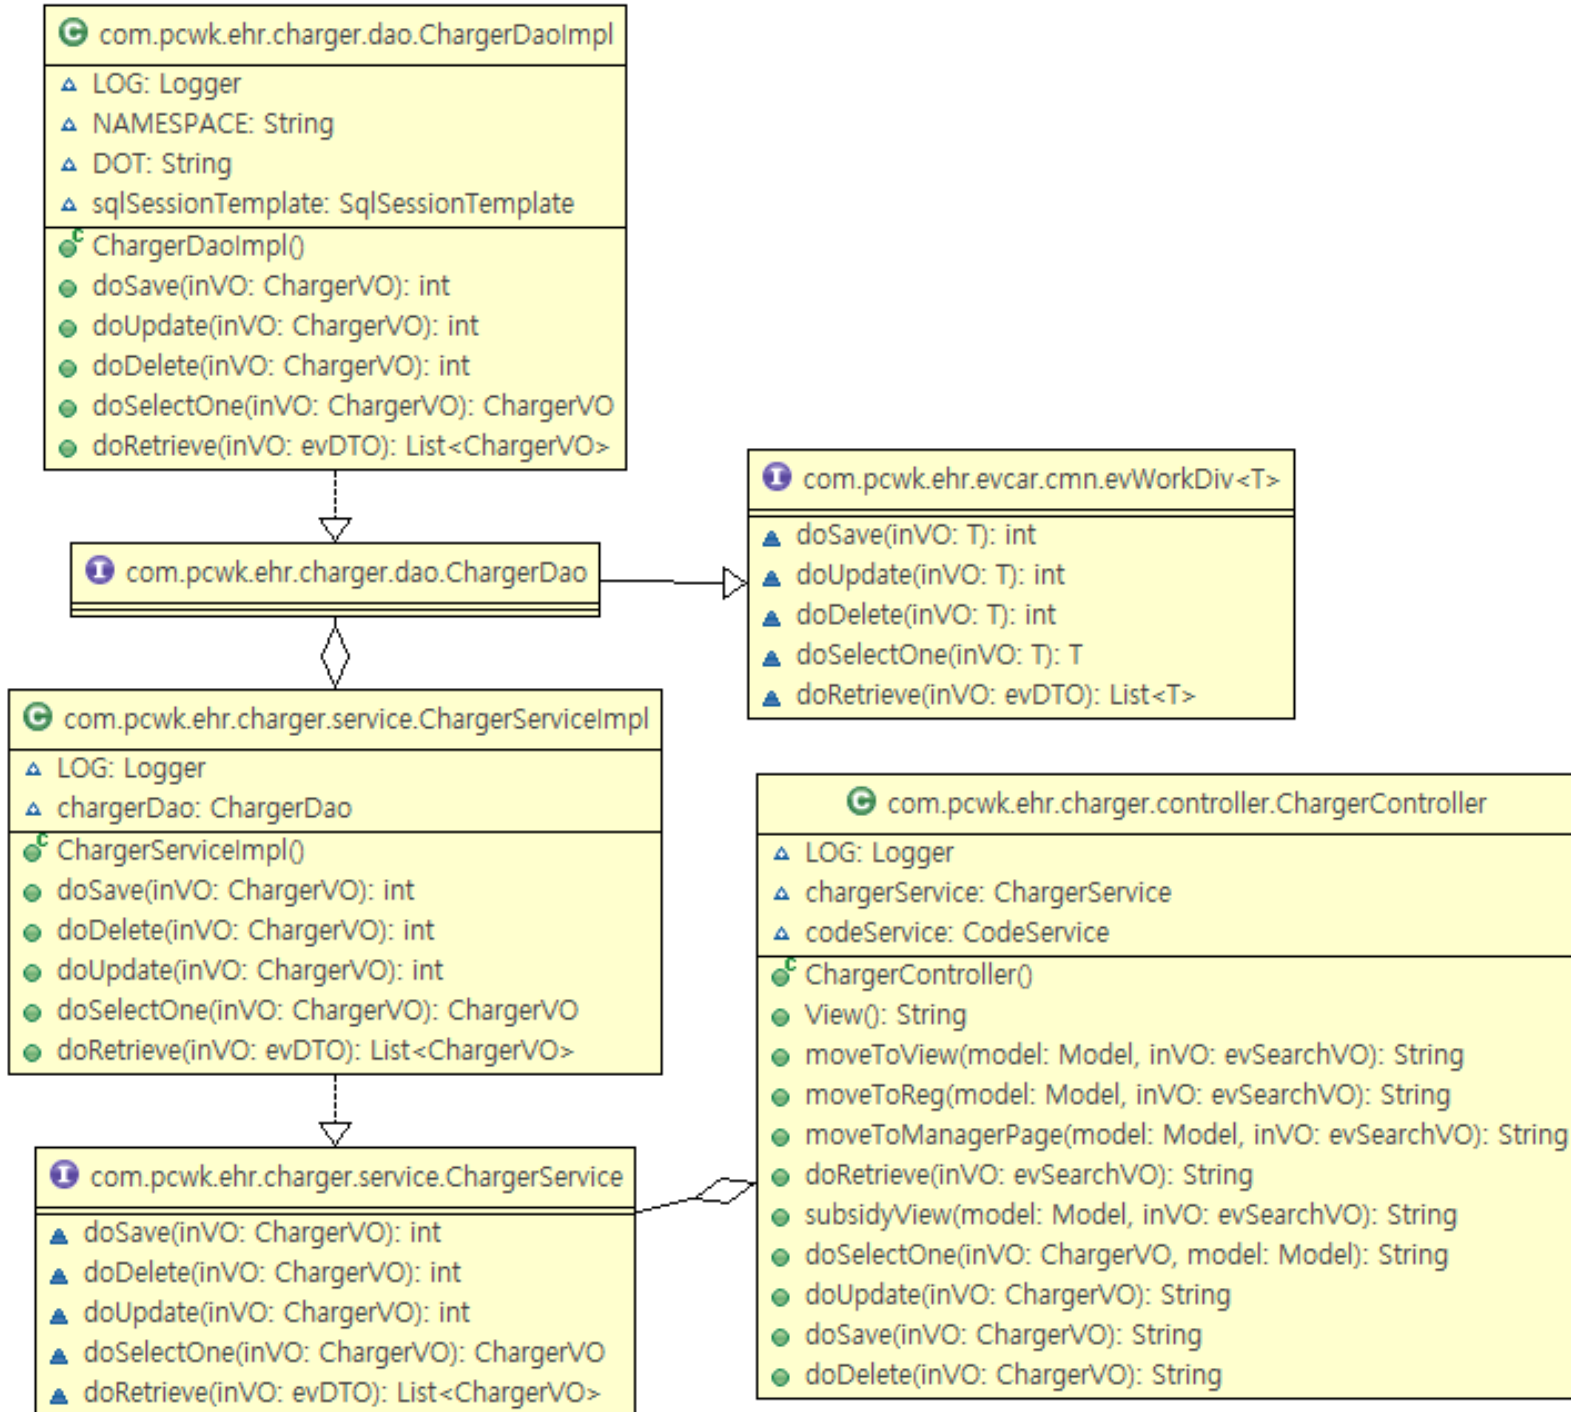 com.pcwk.ehr.charger.dao.ChargerDaoImpl
LOG: Logger
NAMESPACE: String
DOT: String
sqlSessionTemplate: SqlSessionTemplate
ChargerDaoImpl()
doSave(inVO: ChargerVO): int
doUpdate(inVO: ChargerVO): int
doDelete(inVO: ChargerVO): int
doSelectOne(inVO: ChargerVO): ChargerVO
doRetrieve(inVO: evDTO): List<ChargerVO>
com.pcwk.ehr.charger.dao.ChargerDao
com.pcwk.ehr.evcar.cmn.evWorkDiv<T>
doSave(inVO: T): int
doUpdate(inVO: T): int
doDelete(inVO: T): int
doSelectOne(inVO: T): T
doRetrieve(inVO: evDTO): List<T>
com.pcwk.ehr.charger.service.ChargerServiceImpl
LOG: Logger
chargerDao: ChargerDao
ChargerServiceImpl()
doSave(inVO: ChargerVO): int
doDelete(inVO: ChargerVO): int
doUpdate(inVO: ChargerVO): int
doSelectOne(inVO: ChargerVO): ChargerVO
doRetrieve(inVO: evDTO): List<ChargerVO>
com.pcwk.ehr.charger.service.ChargerService
doSave(inVO: ChargerVO): int
doDelete(inVO: ChargerVO): int
doUpdate(inVO: ChargerVO): int
doSelectOne(inVO: ChargerVO): ChargerVO
doRetrieve(inVO: evDTO): List<ChargerVO>
com.pcwk.ehr.charger.controller.ChargerController
LOG: Logger
chargerService: ChargerService
codeService: CodeService
ChargerController()
View(): String
moveToView(model: Model, inVO: evSearchVO): String
moveToReg(model: Model, inVO: evSearchVO): String
moveToManagerPage(model: Model, inVO: evSearchVO): String
doRetrieve(inVO: evSearchVO): String
subsidyView(model: Model, inVO: evSearchVO): String
doSelectOne(inVO: ChargerVO, model: Model): String
doUpdate(inVO: ChargerVO): String
doSave(inVO: ChargerVO): String
doDelete(inVO: ChargerVO): String